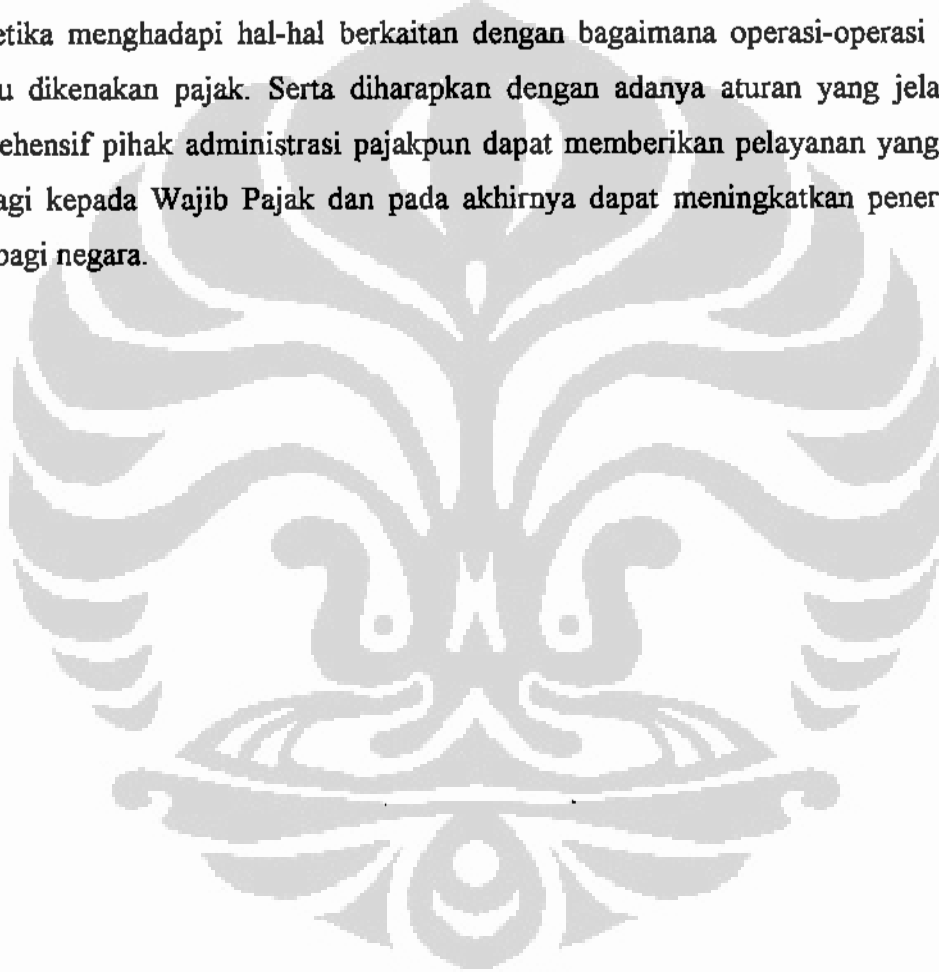 etika menghadapi hal-hal berkaitan dengan bagaimana operasi-operasi
u dikenakan pajak. Serta diharapkan dengan adanya aturan yang jela
rehensif pihak administrasi pajakpun dapat memberikan pelayanan yang
agi kepada Wajib Pajak dan pada akhirnya dapat meningkatkan pener
bagi negara.